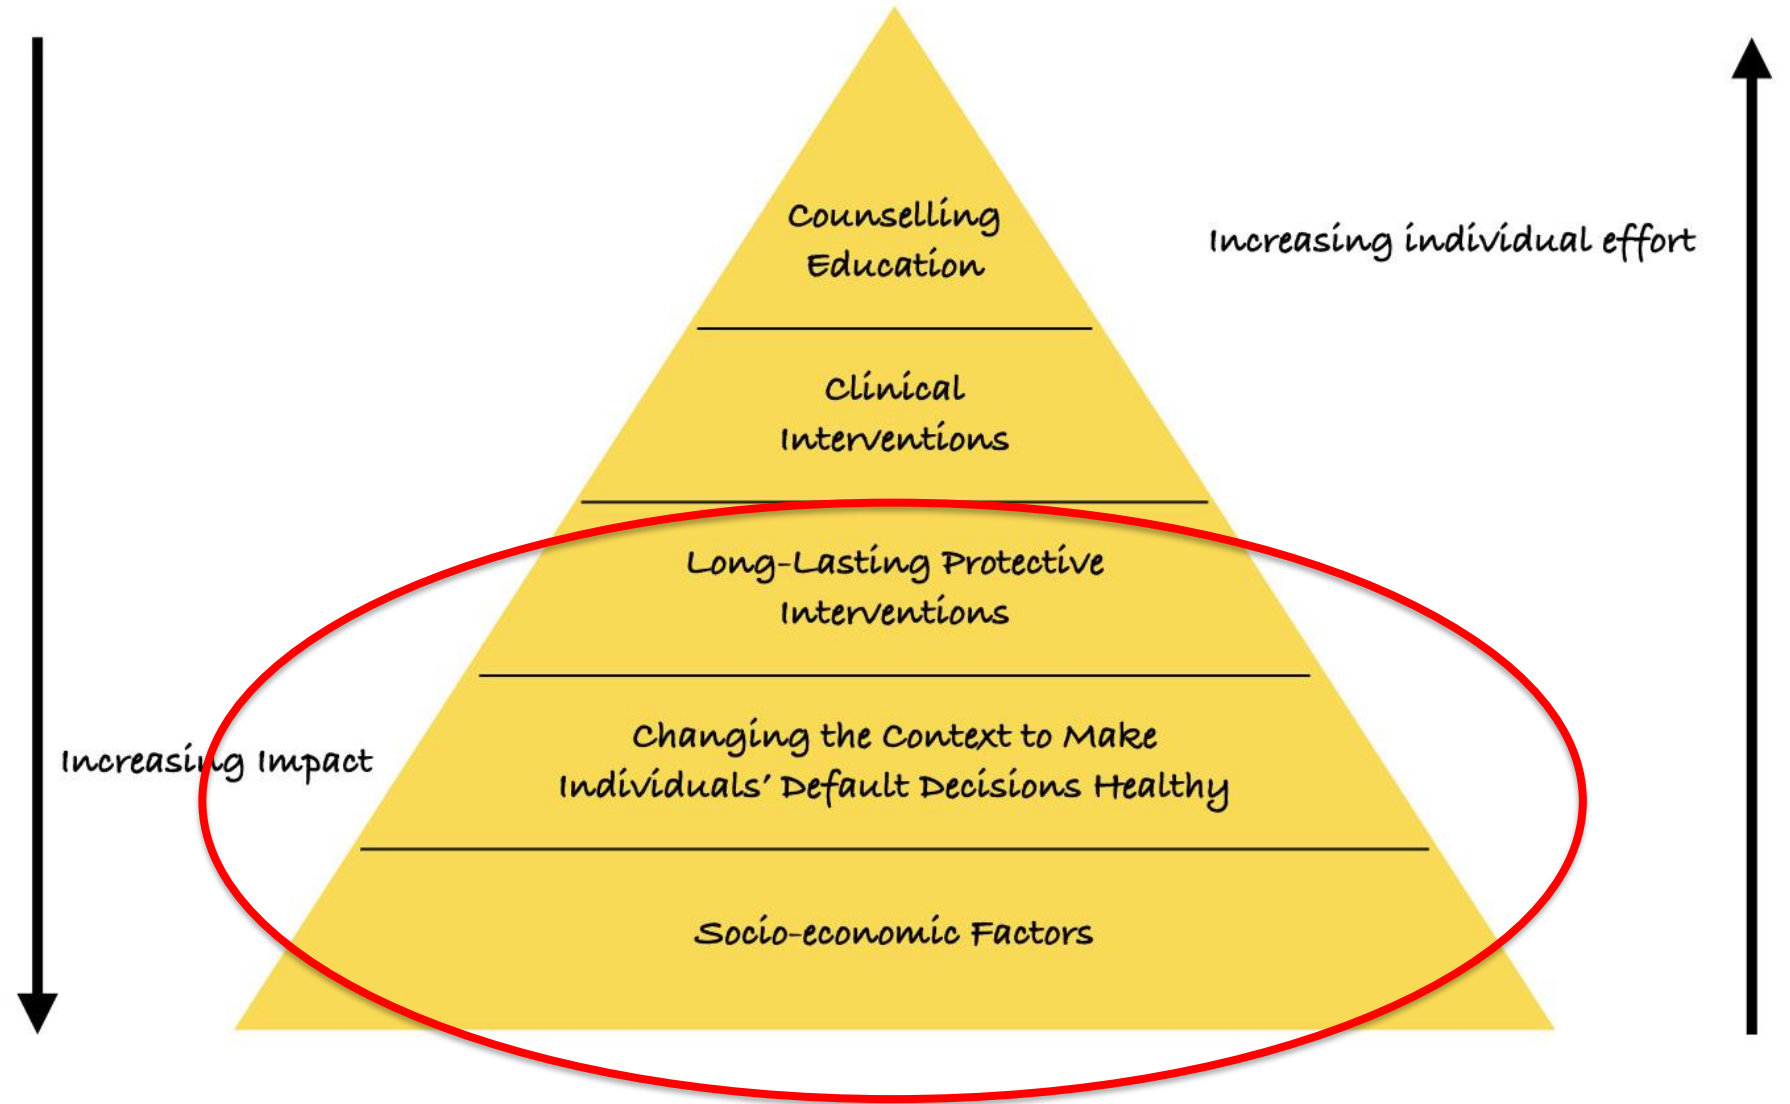 Counselling
Education
Increasing individual effort
Clinical
Interventions
Long-Lasting Protective
Interventions
Changing the Context to Make
Individuals' Default Decisions Healthy
Increasing Impact
Socio-economic Factors